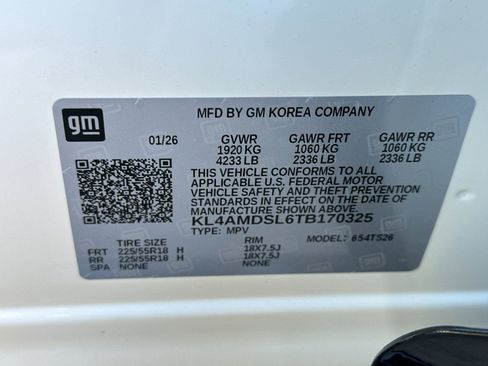 gm
MFD BY GM KOREA COMPANY
01/26 GVWR GAWR FRT GAWR RR
1920 KG 1060 KG 1060 KG
4233 LB 2336 LB 2336 LB
THIS VEHICLE CONFORMS TO ALL
APPLICABLE U.S. FEDERAL MOTOR
VEHICLE SAFETY AND THEFT PREVENTION
STANDARDS IN EFFECT ON THE DATE OF
MANUFACTURE SHOWN ABOVE.
KL4AMDSL6TB170325
TYPE: MPV
TIRE SIZE RIM MODEL: 654TS26
FRT 225/55R18 H 18X7.5J
RR 225/55R18 H 18X7.5J
SPA NONE NONE